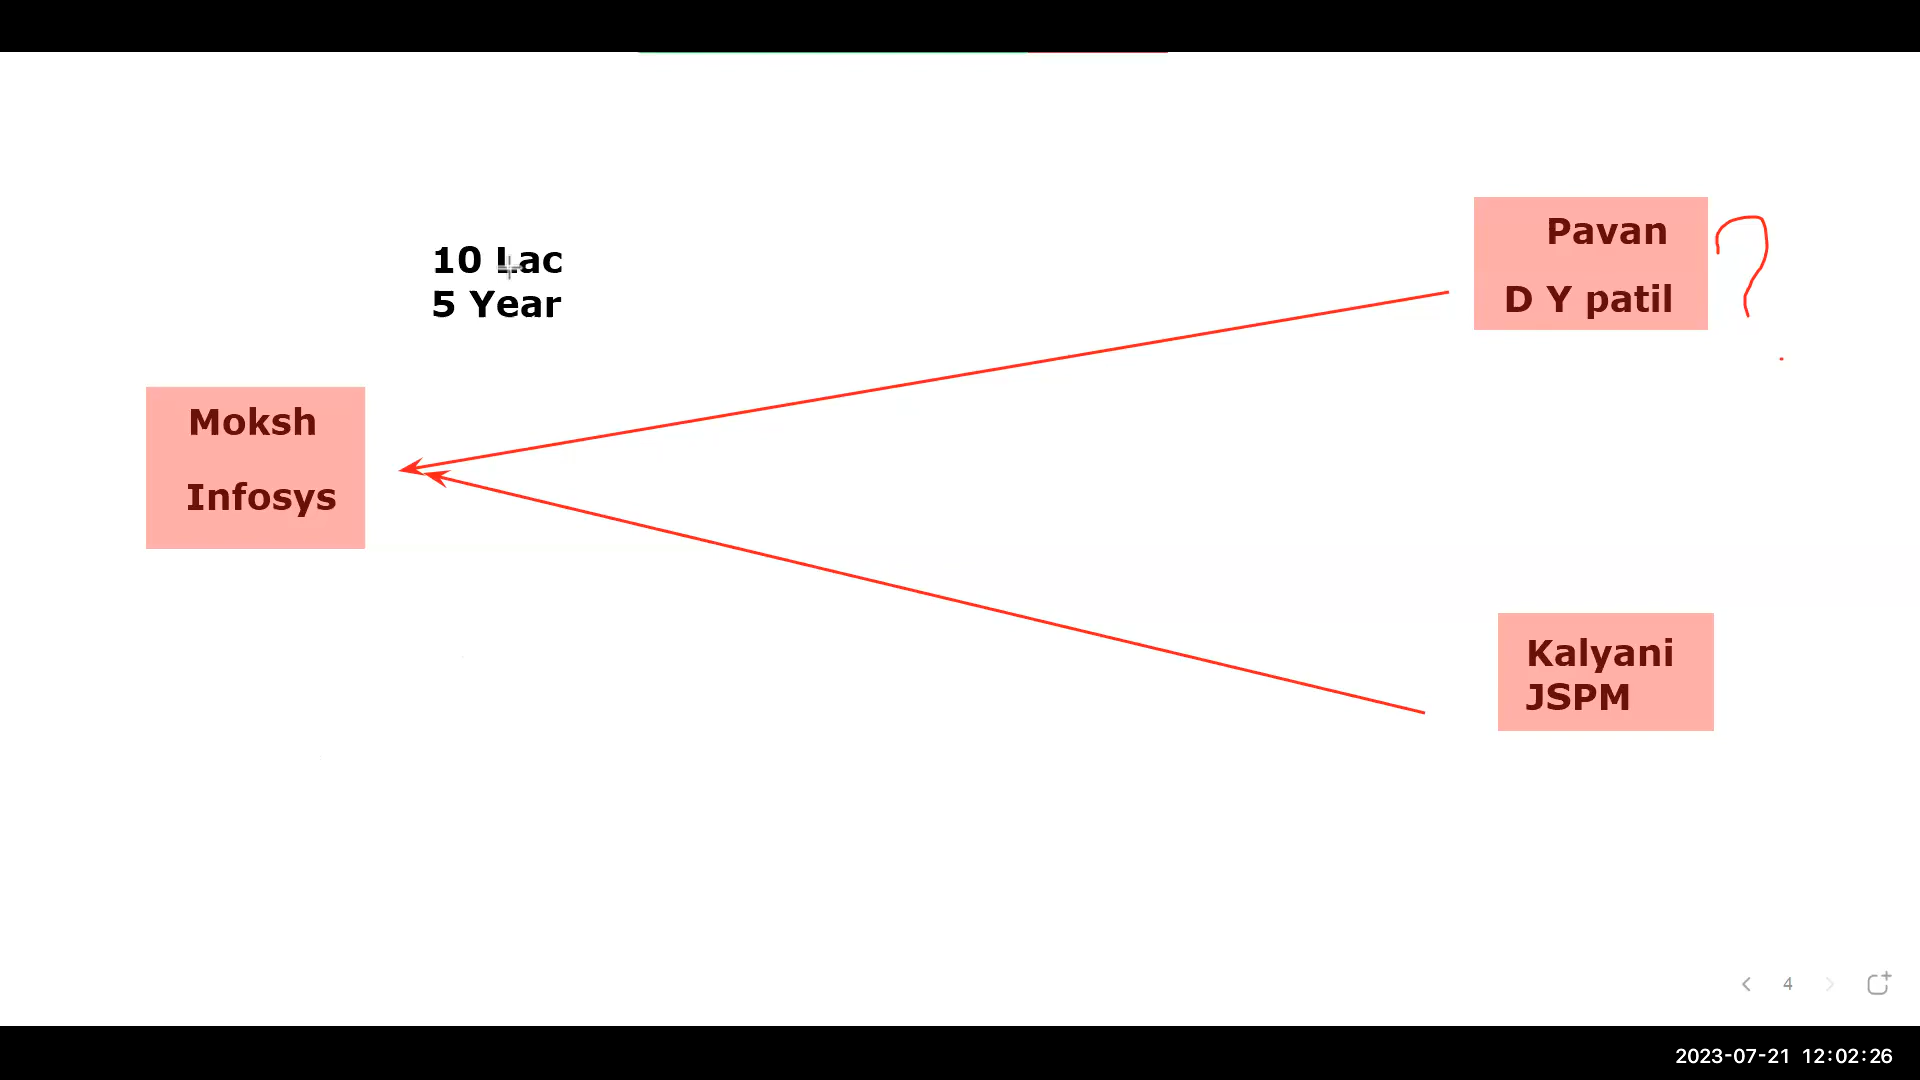 10 Lac
5 Year
Pavan
D Y patil
?
Moksh
Infosys
Kalyani
JSPM
4
2023-07-21 12:02:26